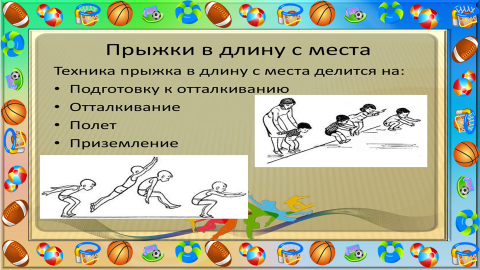 Прыжки в длину с места
Техника прыжка в длину с места делится на:
• Подготовку к отталкиванию
• Отталкивание
• Полет
• Приземление